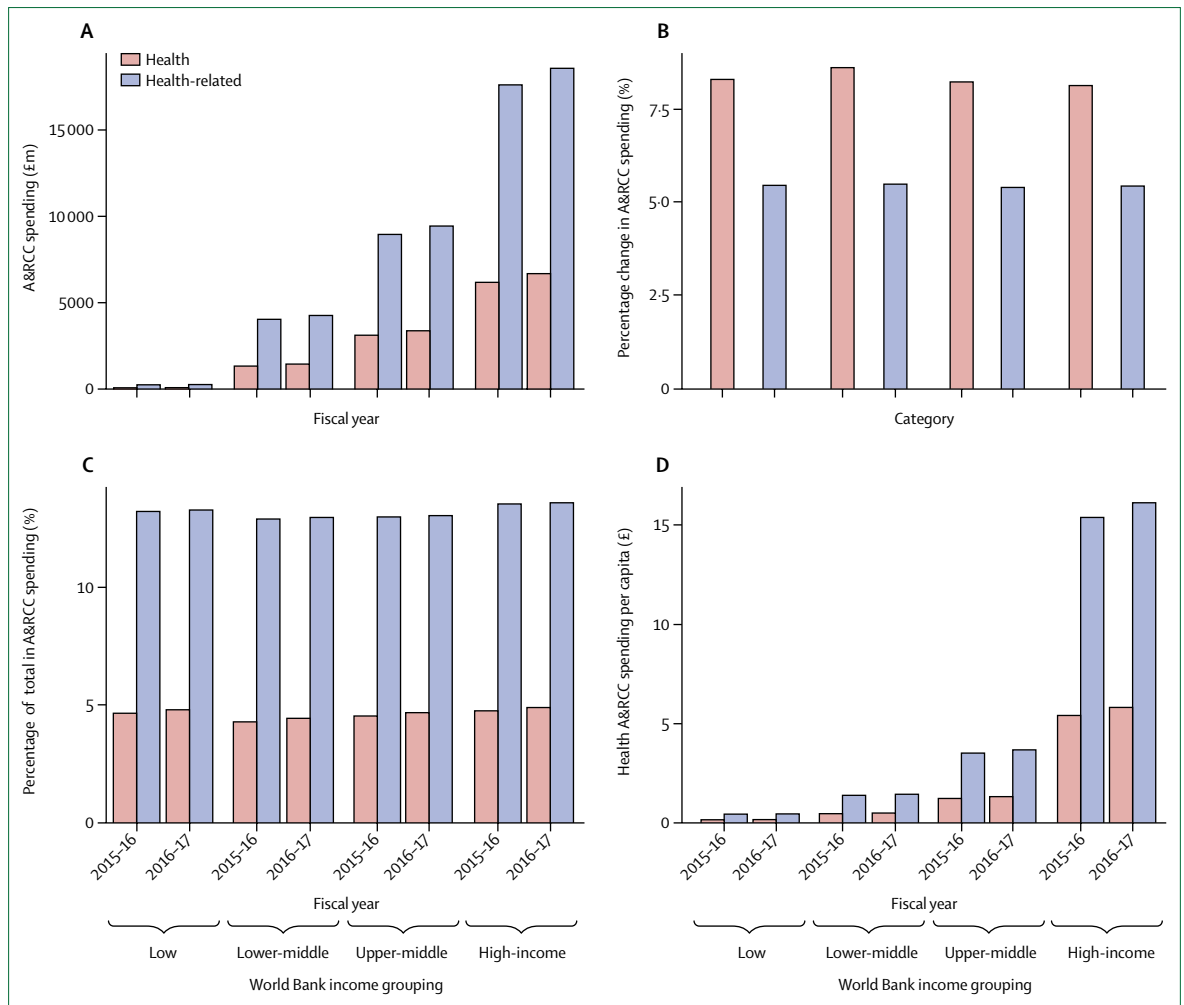 A
Health
Health-related
15 000
10 000
5000
0
A&RCC spending (£m)
Fiscal year
B
7·5
5·0
2·5
0
Percentage change in A&RCC spending (%)
Category
C
10
5
0
Percentage of total in A&RCC spending (%)
2015–16
2016–17
2015–16
2016–17
2015–16
2016–17
2015–16
2016–17
Fiscal year
Low
Lower-middle
Upper-middle
High-income
World Bank income grouping
D
15
10
5
0
Health A&RCC spending per capita (£)
2015–16
2016–17
2015–16
2016–17
2015–16
2016–17
2015–16
2016–17
Fiscal year
Low
Lower-middle
Upper-middle
High-income
World Bank income grouping